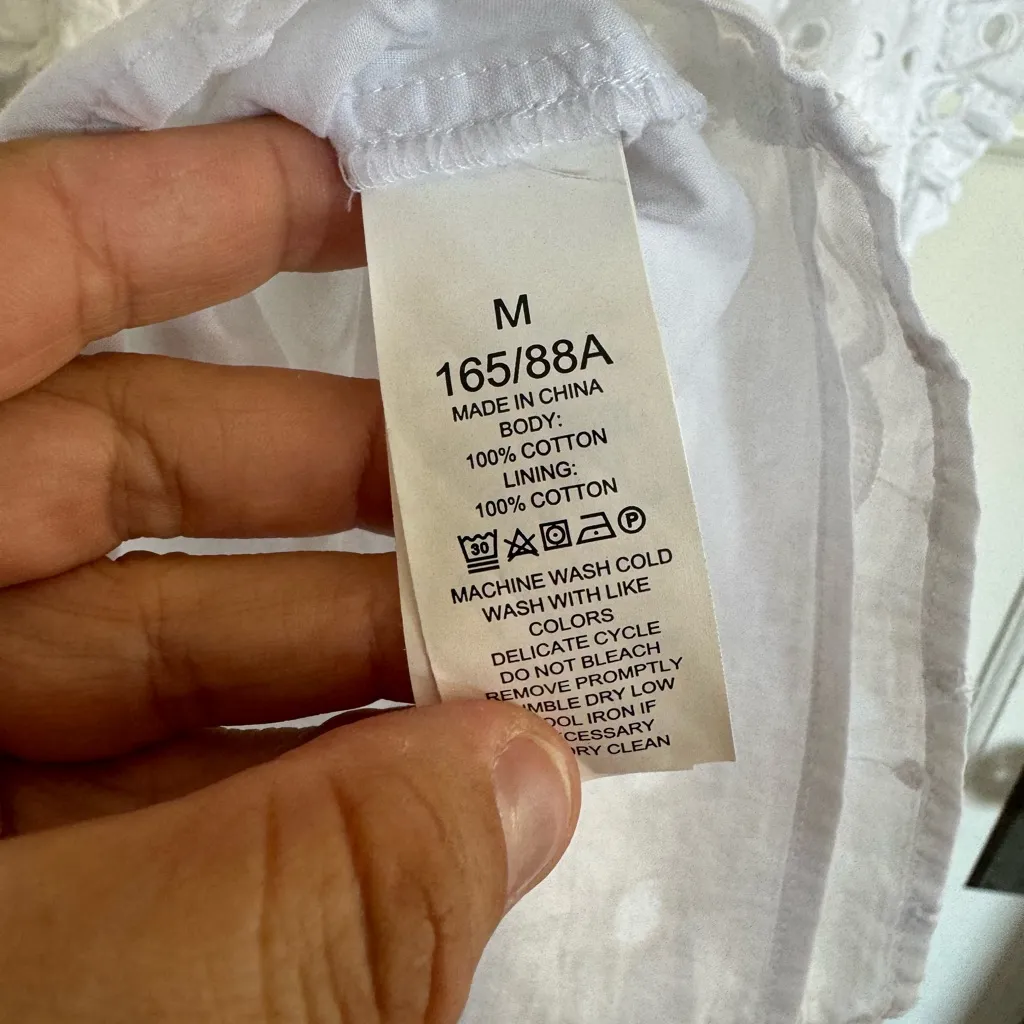 M
165/88A
MADE IN CHINA
BODY:
100% COTTON
LINING:
100% COTTON
30 P
MACHINE WASH COLD
WASH WITH LIKE
COLORS
DELICATE CYCLE
DO NOT BLEACH
REMOVE PROMPTLY
DRY LOW
IRON IF
CLEAN